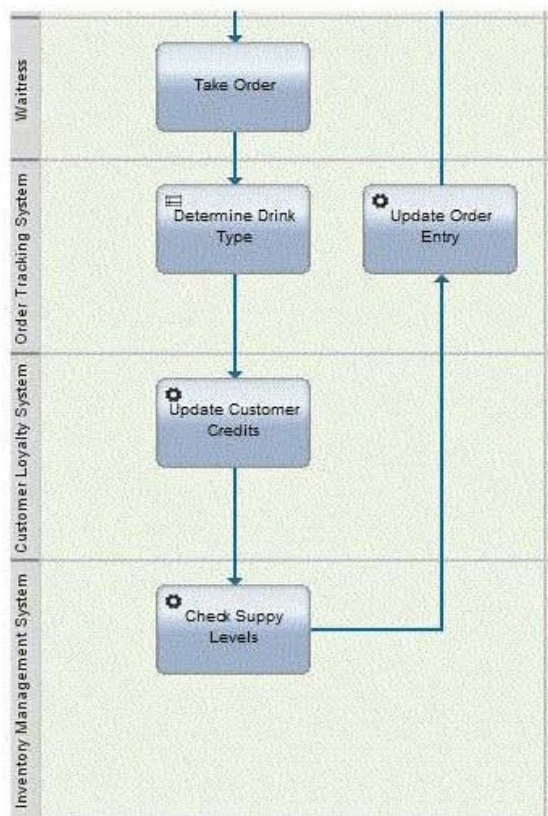 Waitress
Take Order
Order Tracking System
Determine Drink
Type
Update Order
Entry
Customer Loyalty System
Update Customer
Credits
Inventory Management System
Check Suppy
Levels